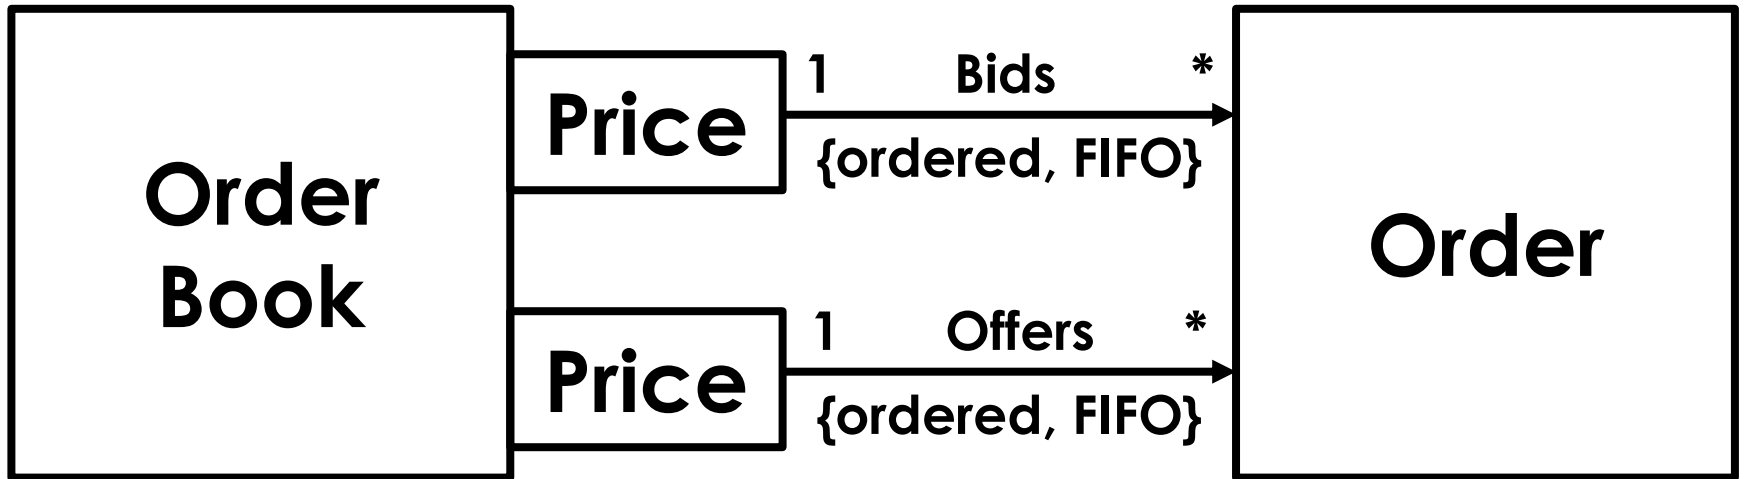 Order
Book
Price
1 Bids *
{ordered, FIFO}
Price
1 Offers *
{ordered, FIFO}
Order